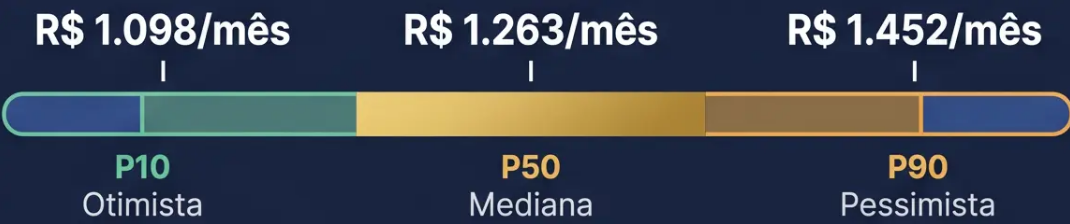 R$ 1.098/mês R$ 1.263/mês R$ 1.452/mês
P10 P50 P90
Otimista Mediana Pessimista